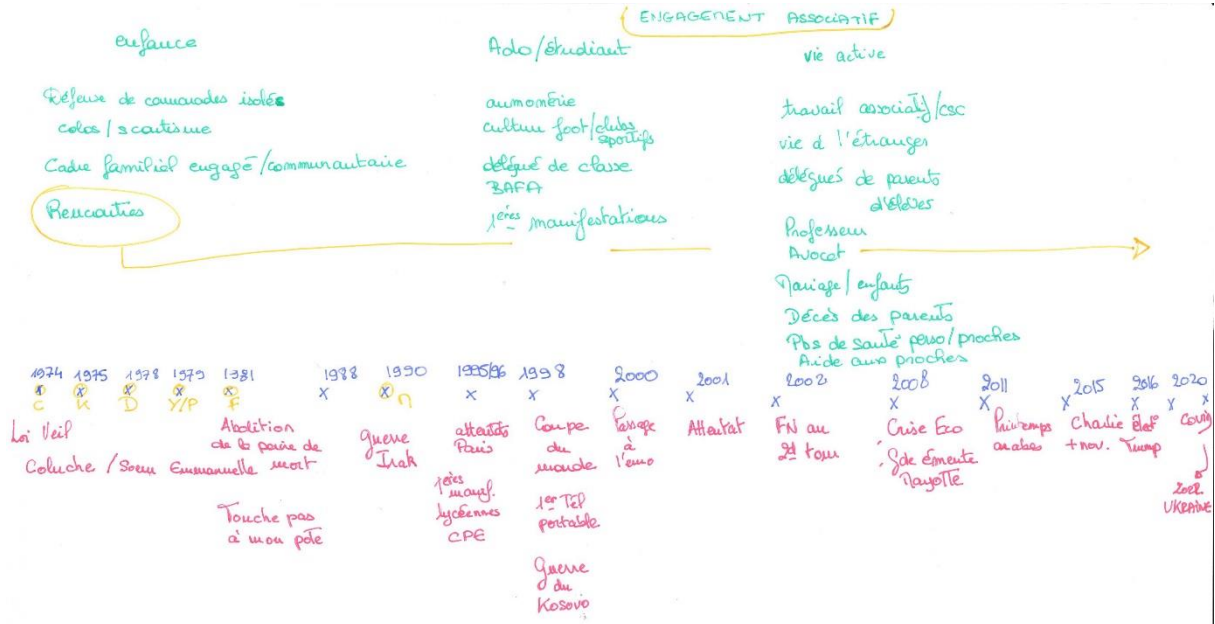 ENGAGEMENT ASSOCIATIF
enfance
Défense de camarades isolés
colos / scoutisme
Cadre familial engagé / communautaire
Rencontres
Ado/étudiant
aumonerie
culture foot/clubs
sportifs
délégué de classe
BAFA
1ères manifestations
vie active
travail associatif/csc
vie à l'étranger
délégués de parents
d'élèves
Professeur
Avocat
Mariage / enfants
Décès des parents
Pbs de santé perso/proches
Aide aux proches
1974 1975 1978 1979 1981 1988 1990 1995/96 1998 2000 2001 2002 2008 2011 2015 2016 2020
x x x x x x x x x x x x x x x x x x
C K D Y/P F n
Loi Veil
Coluche / Soeur Emmanuelle
Abolition
de la peine de
mort
Touche pas
à mon pote
Guerre
Irak
attentats
Paris
1ères
manif.
lycéennes
CPE
Coupe
du
monde
1er Tél
portable
Guerre
du
Kosovo
Passage
à
l'euro
Attentat
FN au
2d tour
Crise Eco
Gde émeute
Mayotte
Printemps
arabes
Charlie
+ nov.
Élect°
Trump
Covid
2022
UKRAINE